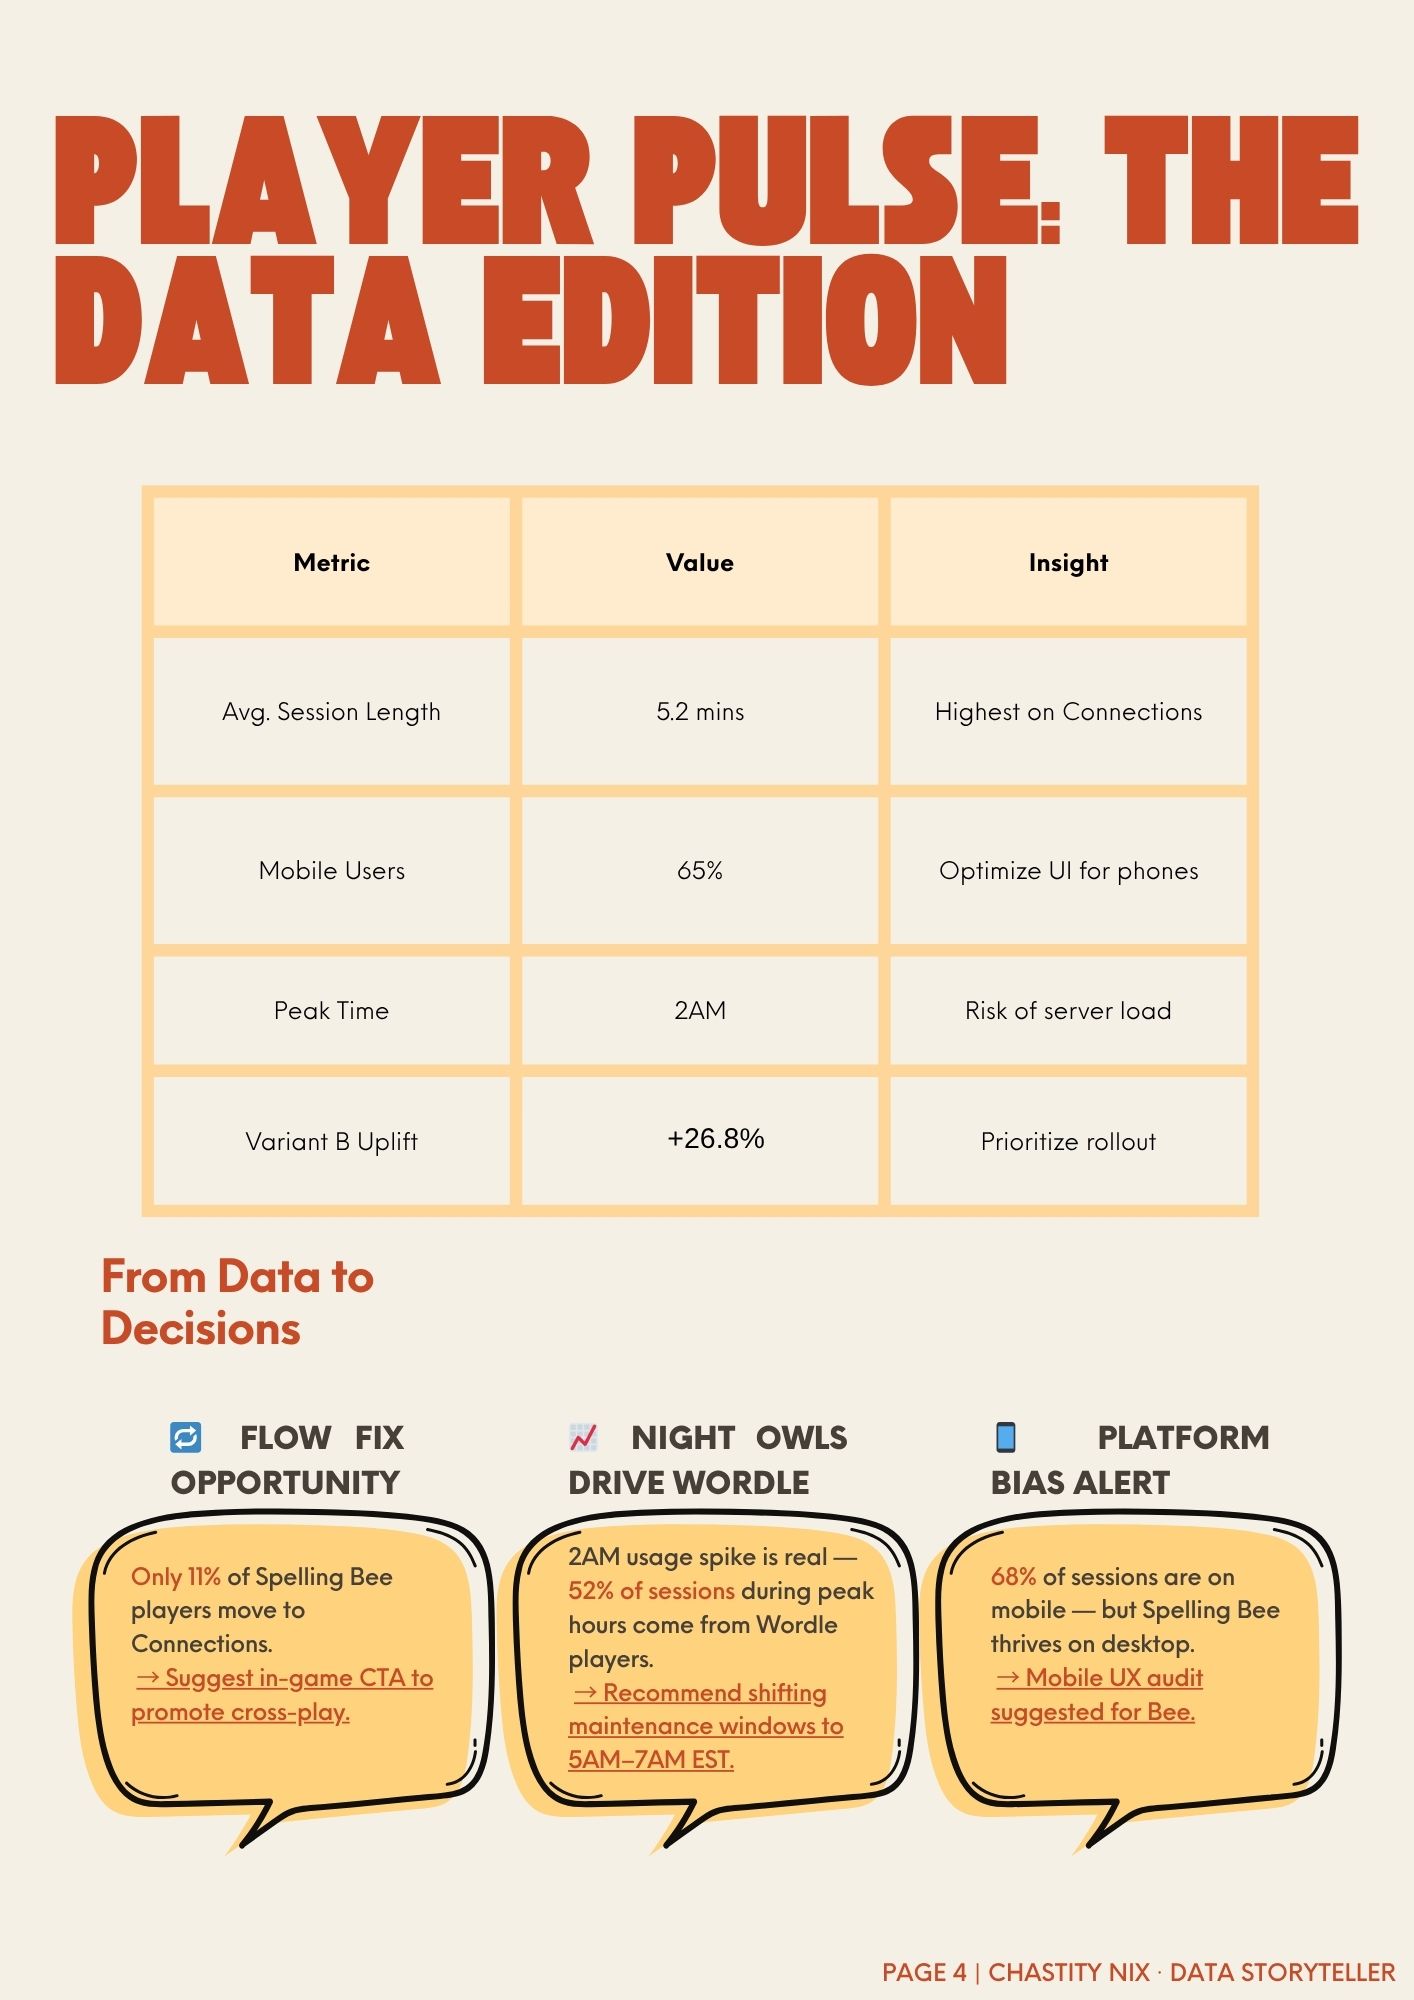 PLAYER PULSE: THE
DATA EDITION
Metric Value Insight
Avg. Session Length 5.2 mins Highest on Connections
Mobile Users 65% Optimize UI for phones
Peak Time 2AM Risk of server load
Variant B Uplift +26.8% Prioritize rollout
From Data to
Decisions
🔁 FLOW FIX
OPPORTUNITY
Only 11% of Spelling Bee
players move to
Connections.
→ Suggest in-game CTA to
promote cross-play.
📈 NIGHT OWLS
DRIVE WORDLE
2AM usage spike is real —
52% of sessions during peak
hours come from Wordle
players.
→ Recommend shifting
maintenance windows to
5AM–7AM EST.
📱 PLATFORM
BIAS ALERT
68% of sessions are on
mobile — but Spelling Bee
thrives on desktop.
→ Mobile UX audit
suggested for Bee.
PAGE 4 | CHASTITY NIX · DATA STORYTELLER